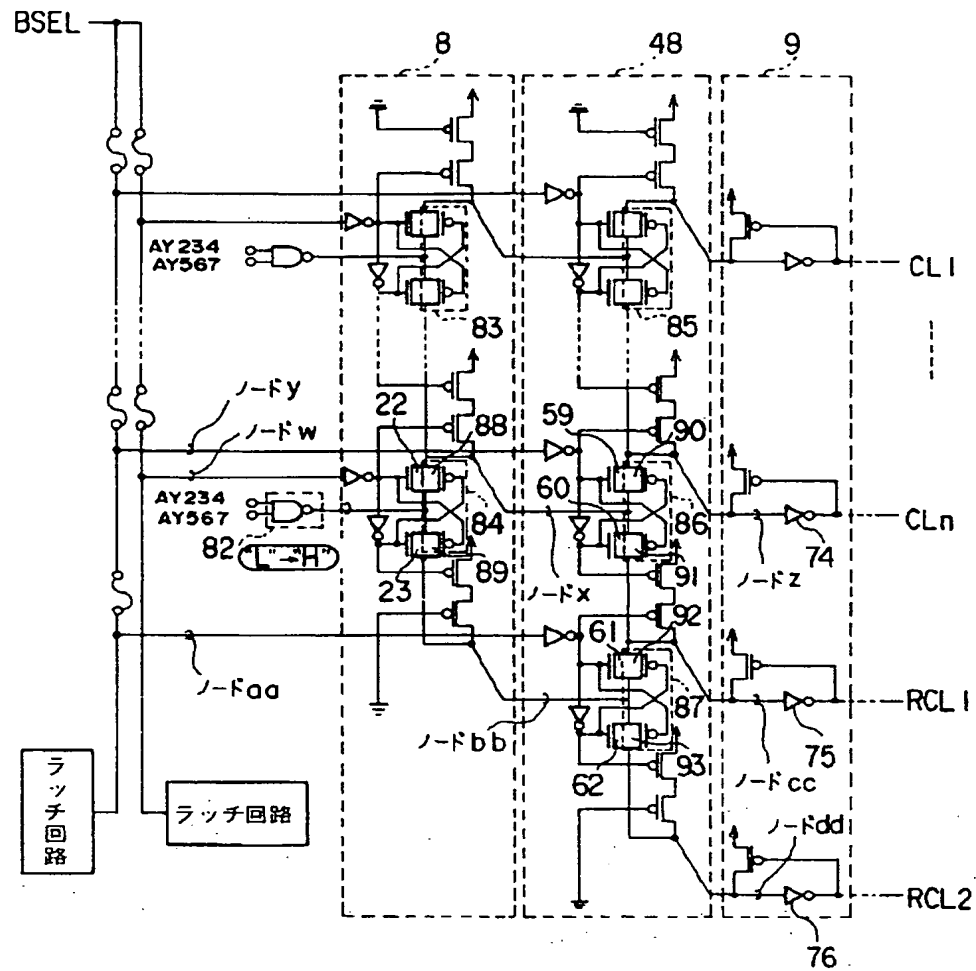 BSEL
8
48
9
AY234
AY567
83
85
CL1
ノードy
ノードw
22
88
59
90
AY234
AY567
82
"L"→"H"
84
60
86
CLn
74
23
89
ノードx
91
ノードz
92
61
ノードaa
87
RCL1
75
ノードbb
62
93
ノードcc
ラッチ回路
ラッチ回路
ノードdd
RCL2
76